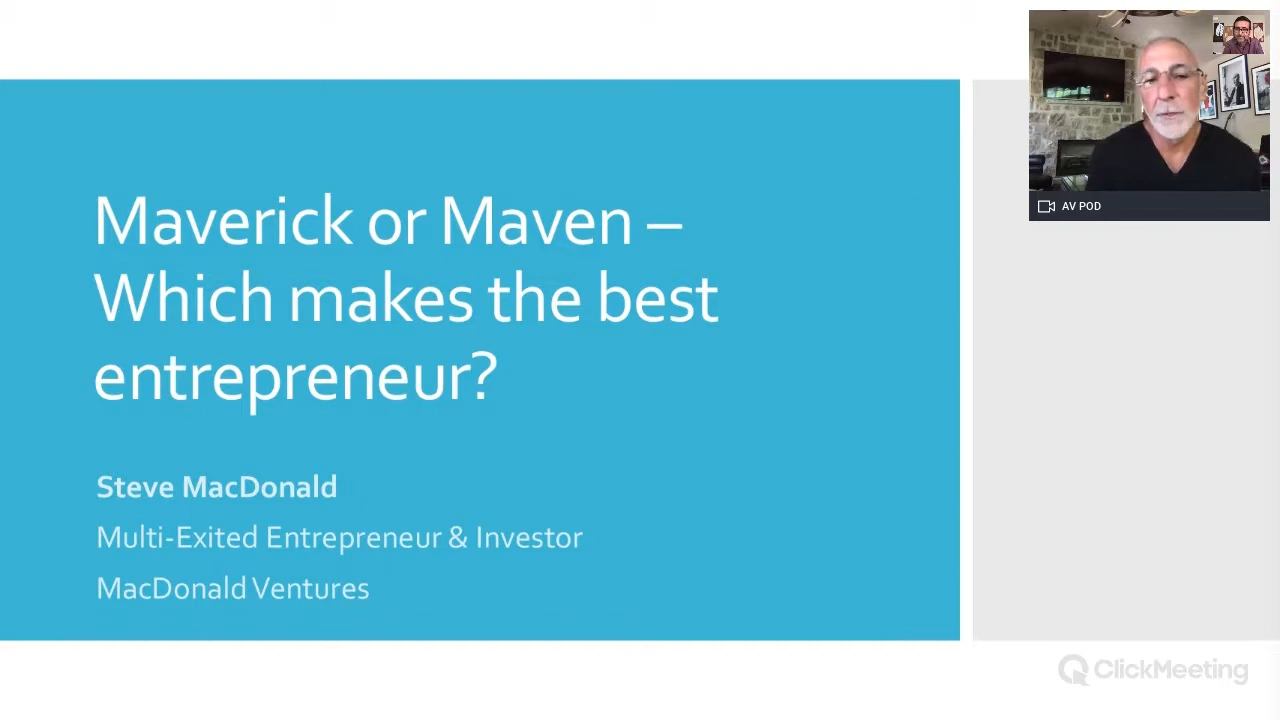 Maverick or Maven –
Which makes the best
entrepreneur?
Steve MacDonald
Multi-Exited Entrepreneur & Investor
MacDonald Ventures
AV POD
ClickMeeting